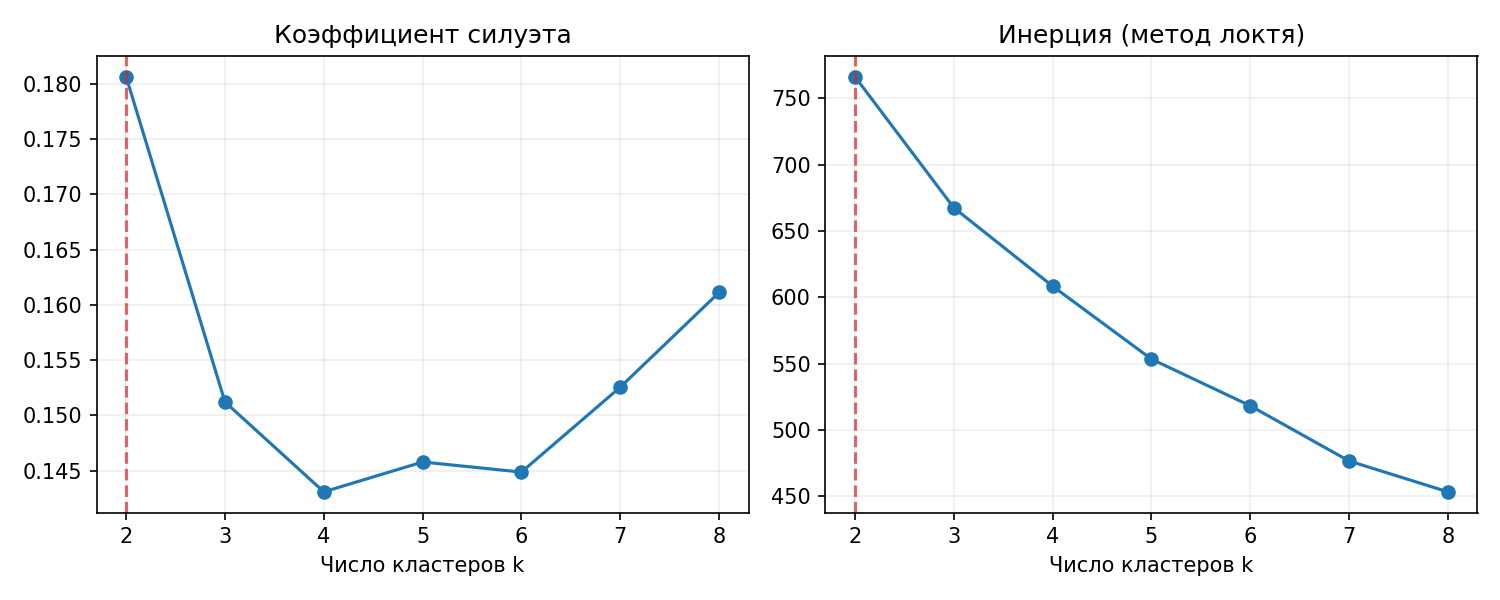 Коэффициент силуэта
0.180
0.175
0.170
0.165
0.160
0.155
0.150
0.145
2 3 4 5 6 7 8
Число кластеров k
Инерция (метод локтя)
750
700
650
600
550
500
450
2 3 4 5 6 7 8
Число кластеров k